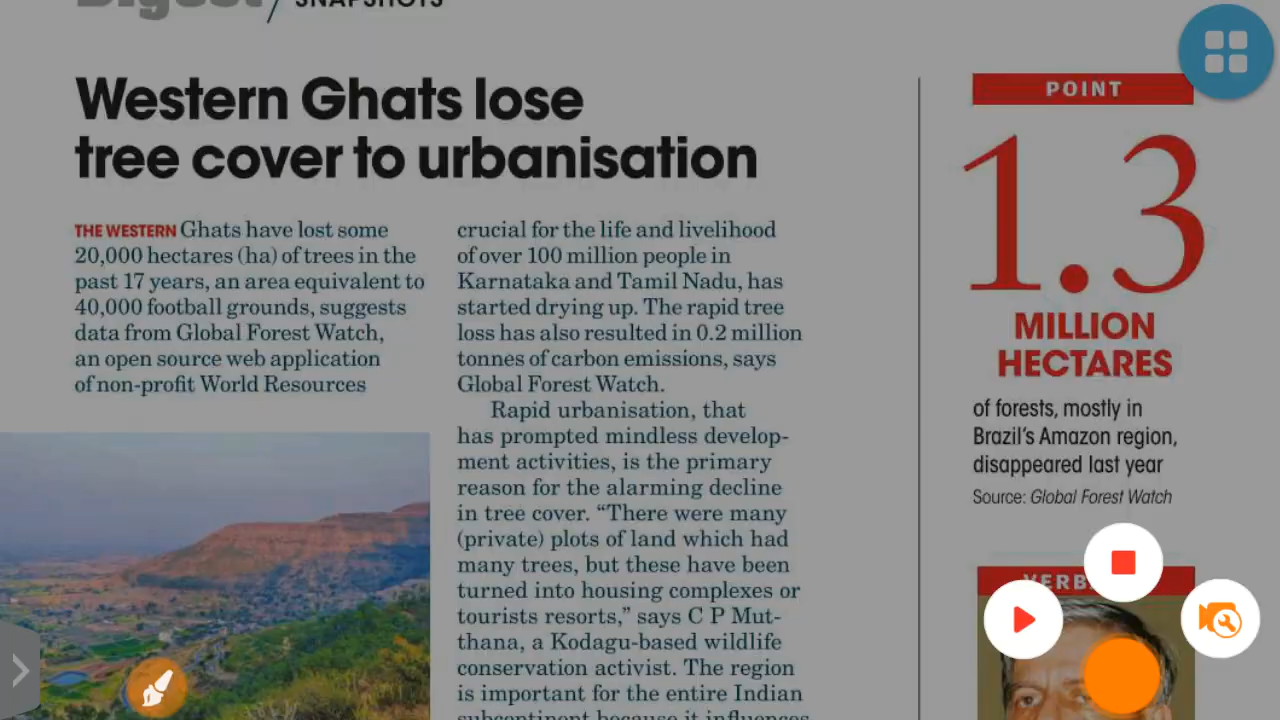 Digest / SNAPSHOTS
Western Ghats lose
tree cover to urbanisation
THE WESTERN Ghats have lost some
20,000 hectares (ha) of trees in the
past 17 years, an area equivalent to
40,000 football grounds, suggests
data from Global Forest Watch,
an open source web application
of non-profit World Resources
crucial for the life and livelihood
of over 100 million people in
Karnataka and Tamil Nadu, has
started drying up. The rapid tree
loss has also resulted in 0.2 million
tonnes of carbon emissions, says
Global Forest Watch.
Rapid urbanisation, that
has prompted mindless develop-
ment activities, is the primary
reason for the alarming decline
in tree cover. “There were many
(private) plots of land which had
many trees, but these have been
turned into housing complexes or
tourists resorts,” says C P Mut-
thana, a Kodagu-based wildlife
conservation activist. The region
is important for the entire Indian
subcontinent because it influences
POINT
1.3
MILLION
HECTARES
of forests, mostly in
Brazil’s Amazon region,
disappeared last year
Source: Global Forest Watch